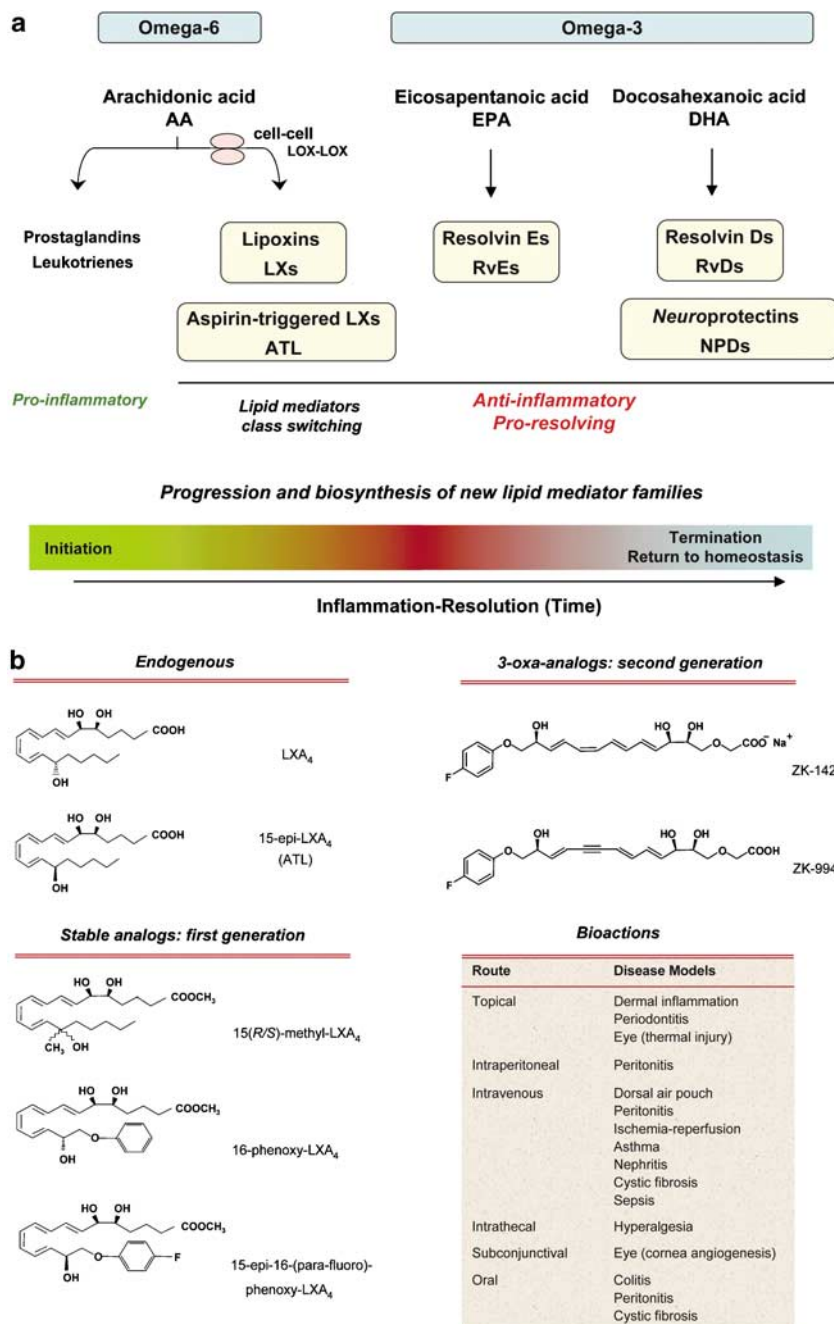 a
Omega-6
Omega-3
Arachidonic acid
AA
cell-cell
LOX-LOX
Eicosapentanoic acid
EPA
Docosahexanoic acid
DHA
Prostaglandins
Leukotrienes
Lipoxins
LXs
Resolvin Es
RvEs
Resolvin Ds
RvDs
Aspirin-triggered LXs
ATL
Neuroprotectins
NPDs
Pro-inflammatory
Lipid mediators
class switching
Anti-inflammatory
Pro-resolving
Progression and biosynthesis of new lipid mediator families
Initiation
Termination
Return to homeostasis
Inflammation-Resolution (Time)
b
Endogenous
HO OH
COOH
OH
LXA₄
HO OH
COOH
OH
15-epi-LXA₄
(ATL)
Stable analogs: first generation
HO OH
COOCH₃
CH₃ OH
15(R/S)-methyl-LXA₄
HO OH
COOCH₃
O
OH
16-phenoxy-LXA₄
HO OH
COOCH₃
O
F
OH
15-epi-16-(para-fluoro)-
phenoxy-LXA₄
3-oxa-analogs: second generation
OH
HO OH
O
O
COO⁻ Na⁺
F
ZK-142
OH
HO OH
O
O
COOH
F
ZK-994
Bioactions
Route Disease Models
Topical Dermal inflammation
Periodontitis
Eye (thermal injury)
Intraperitoneal Peritonitis
Intravenous Dorsal air pouch
Peritonitis
Ischemia-reperfusion
Asthma
Nephritis
Cystic fibrosis
Sepsis
Intrathecal Hyperalgesia
Subconjunctival Eye (cornea angiogenesis)
Oral Colitis
Peritonitis
Cystic fibrosis